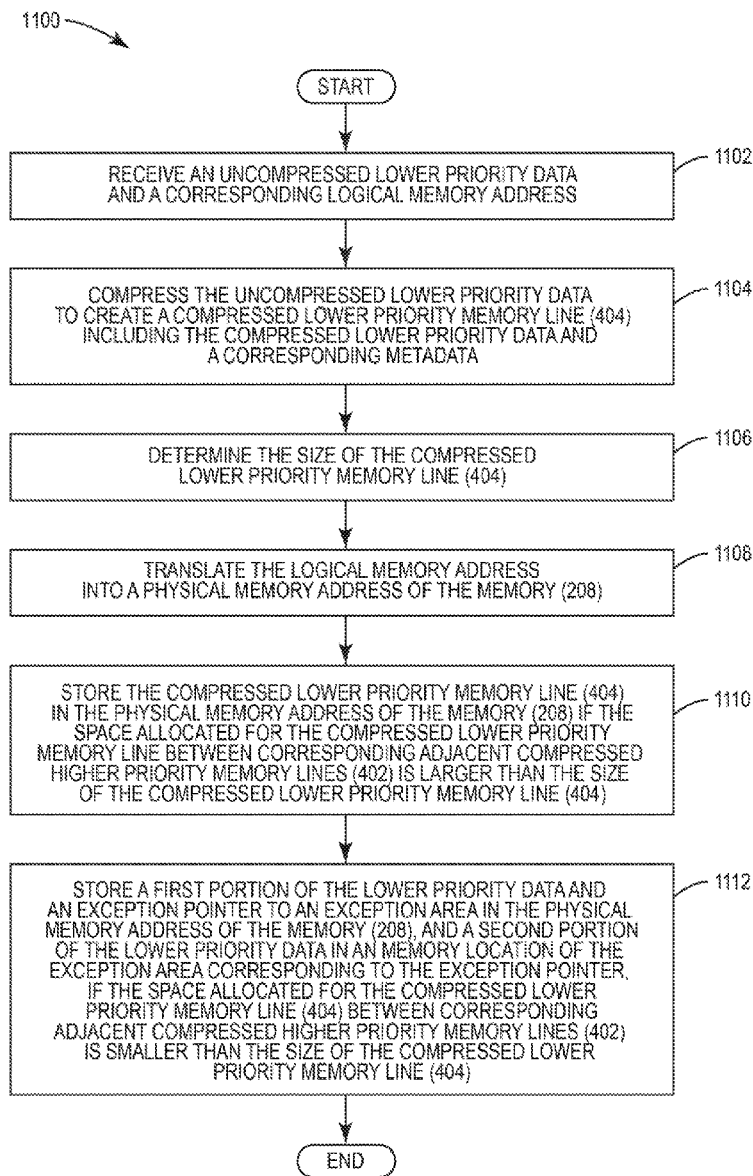 1100
START
1102
RECEIVE AN UNCOMPRESSED LOWER PRIORITY DATA
AND A CORRESPONDING LOGICAL MEMORY ADDRESS
1104
COMPRESS THE UNCOMPRESSED LOWER PRIORITY DATA
TO CREATE A COMPRESSED LOWER PRIORITY MEMORY LINE (404)
INCLUDING THE COMPRESSED LOWER PRIORITY DATA AND
A CORRESPONDING METADATA
1106
DETERMINE THE SIZE OF THE COMPRESSED
LOWER PRIORITY MEMORY LINE (404)
1108
TRANSLATE THE LOGICAL MEMORY ADDRESS
INTO A PHYSICAL MEMORY ADDRESS OF THE MEMORY (208)
1110
STORE THE COMPRESSED LOWER PRIORITY MEMORY LINE (404)
IN THE PHYSICAL MEMORY ADDRESS OF THE MEMORY (208) IF THE
SPACE ALLOCATED FOR THE COMPRESSED LOWER PRIORITY
MEMORY LINE BETWEEN CORRESPONDING ADJACENT COMPRESSED
HIGHER PRIORITY MEMORY LINES (402) IS LARGER THAN THE SIZE
OF THE COMPRESSED LOWER PRIORITY MEMORY LINE (404)
1112
STORE A FIRST PORTION OF THE LOWER PRIORITY DATA AND
AN EXCEPTION POINTER TO AN EXCEPTION AREA IN THE PHYSICAL
MEMORY ADDRESS OF THE MEMORY (208), AND A SECOND PORTION
OF THE LOWER PRIORITY DATA IN AN MEMORY LOCATION OF THE
EXCEPTION AREA CORRESPONDING TO THE EXCEPTION POINTER,
IF THE SPACE ALLOCATED FOR THE COMPRESSED LOWER
PRIORITY MEMORY LINE (404) BETWEEN CORRESPONDING
ADJACENT COMPRESSED HIGHER PRIORITY MEMORY LINES (402)
IS SMALLER THAN THE SIZE OF THE COMPRESSED LOWER
PRIORITY MEMORY LINE (404)
END